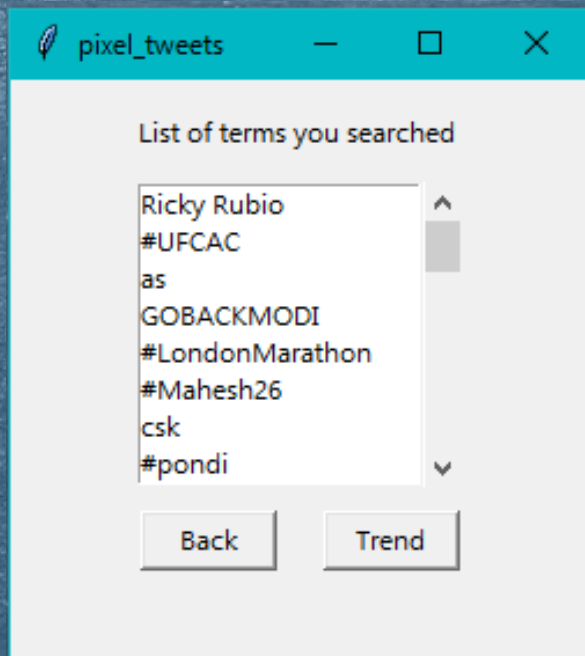 pixel_tweets
List of terms you searched
Ricky Rubio
#UFCAC
as
GOBACKMODI
#LondonMarathon
#Mahesh26
csk
#pondi
Back Trend